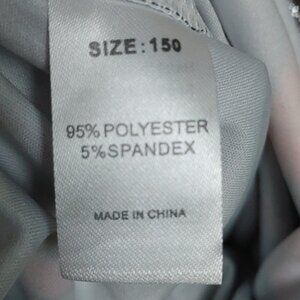 SIZE:150
95% POLYESTER
5%SPANDEX
MADE IN CHINA